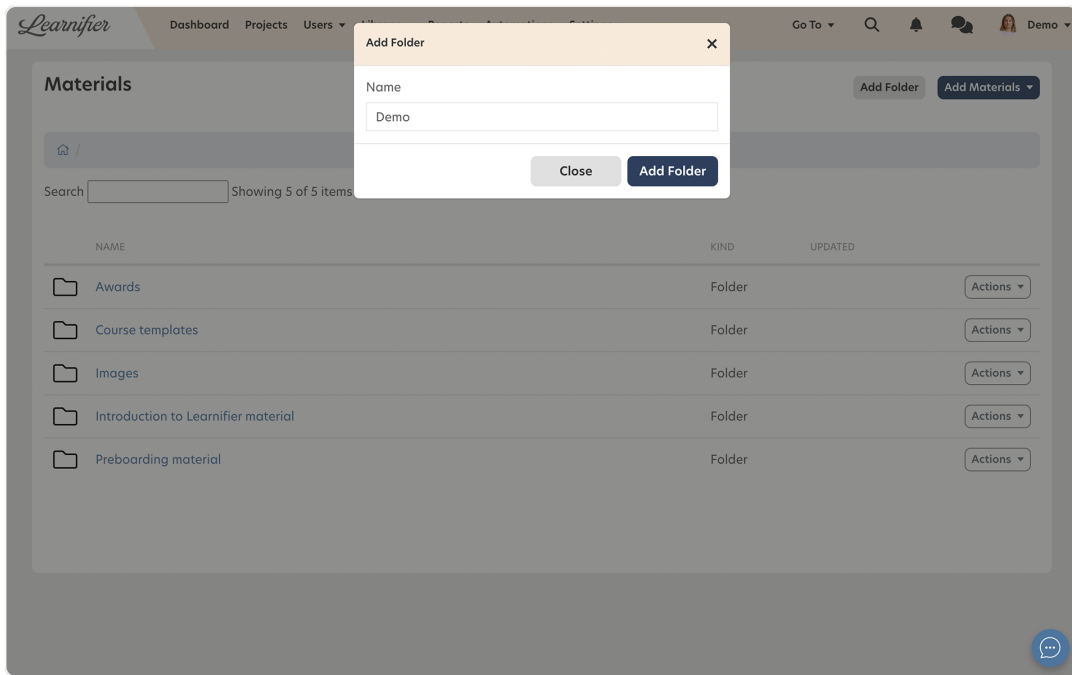 Learnifier Dashboard Projects Users Go To Demo
Add Folder
Materials
Name
Add Folder Add Materials
Demo
/
Close Add Folder
Search Showing 5 of 5 items
NAME KIND UPDATED
Awards Folder Actions
Course templates Folder Actions
Images Folder Actions
Introduction to Learnifier material Folder Actions
Preboarding material Folder Actions